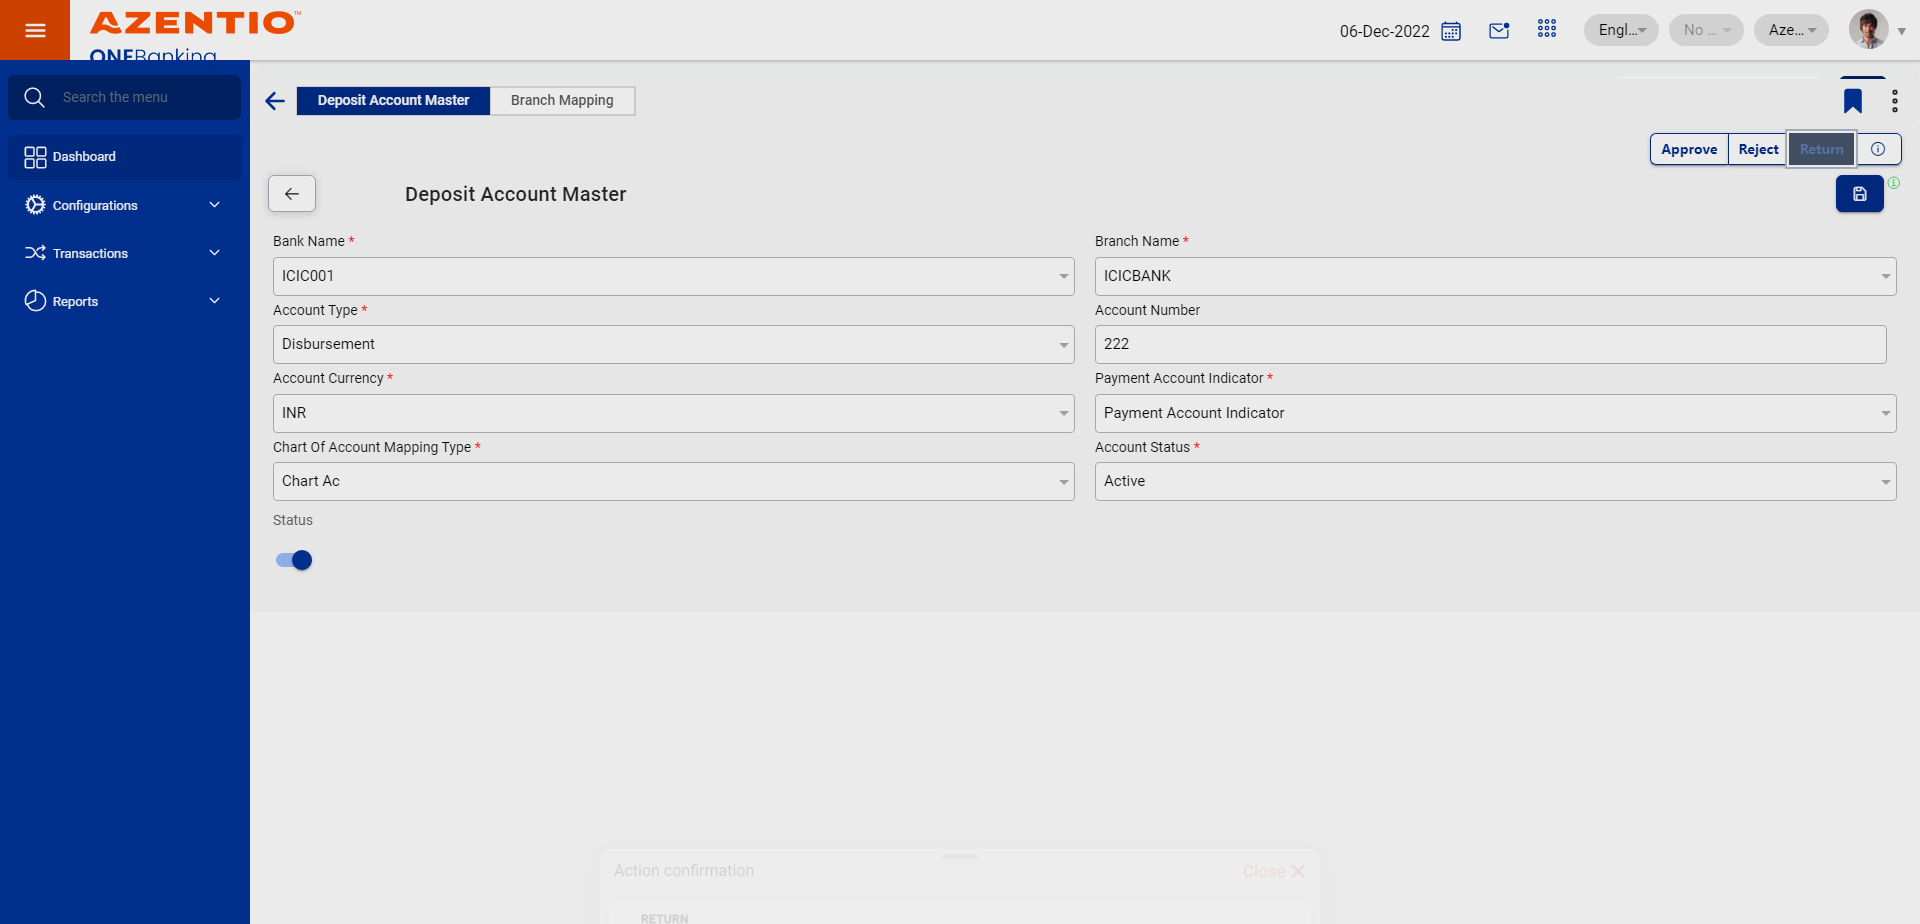 AZENTIO™
ONEBanking
06-Dec-2022
Engl...
No ...
Aze...
Search the menu
Dashboard
Configurations
Transactions
Reports
Deposit Account Master
Branch Mapping
Approve
Reject
Return
Deposit Account Master
Bank Name *
ICIC001
Branch Name *
ICICBANK
Account Type *
Disbursement
Account Number
222
Account Currency *
INR
Payment Account Indicator *
Payment Account Indicator
Chart Of Account Mapping Type *
Chart Ac
Account Status *
Active
Status
Action confirmation
Close
RETURN